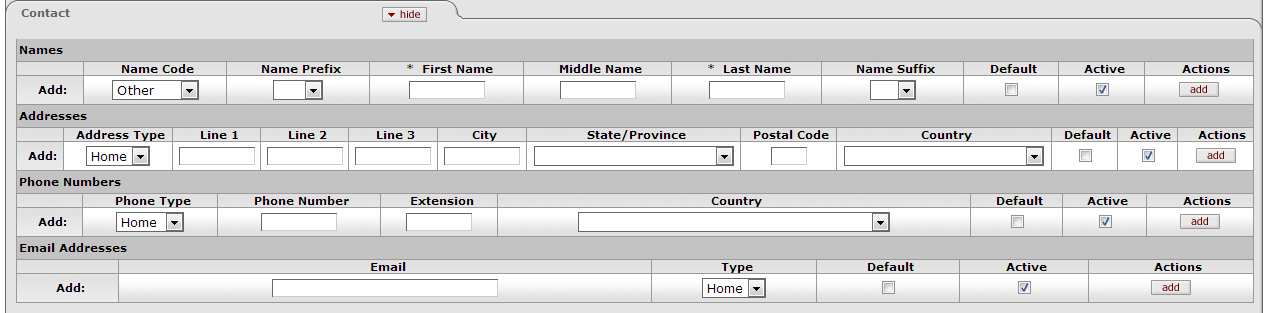 Contact hide
Names
Name Code Name Prefix * First Name Middle Name * Last Name Name Suffix Default Active Actions
Add: Other add
Addresses
Address Type Line 1 Line 2 Line 3 City State/Province Postal Code Country Default Active Actions
Add: Home add
Phone Numbers
Phone Type Phone Number Extension Country Default Active Actions
Add: Home add
Email Addresses
Email Type Default Active Actions
Add: Home add